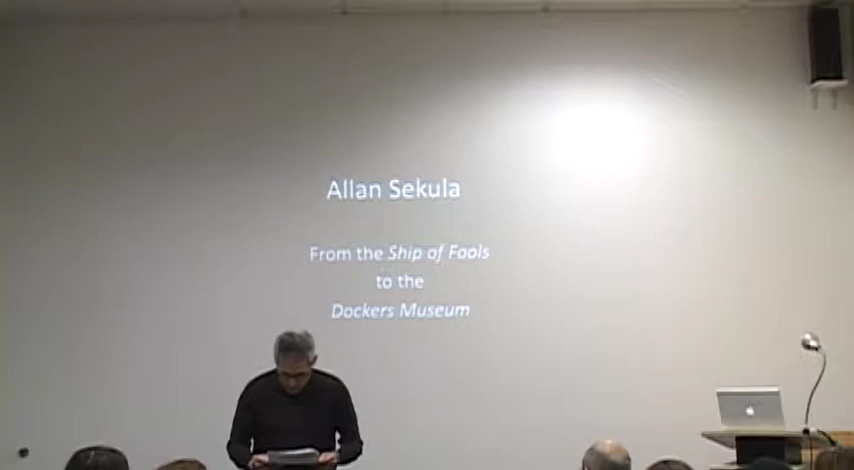 Allan Sekula
From the Ship of Fools
to the
Dockers Museum